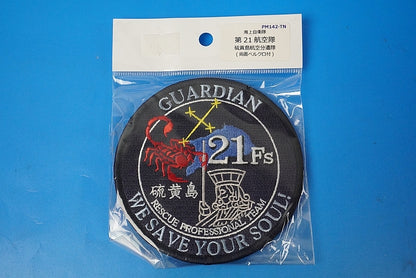 PM142-TN
海上自衛隊
第21航空隊
硫黄島航空分遣隊
(両面ベルクロ付)
GUARDIAN
21Fs
硫黄島
RESCUE PROFESSIONAL TEAM
WE SAVE YOUR SOUL!